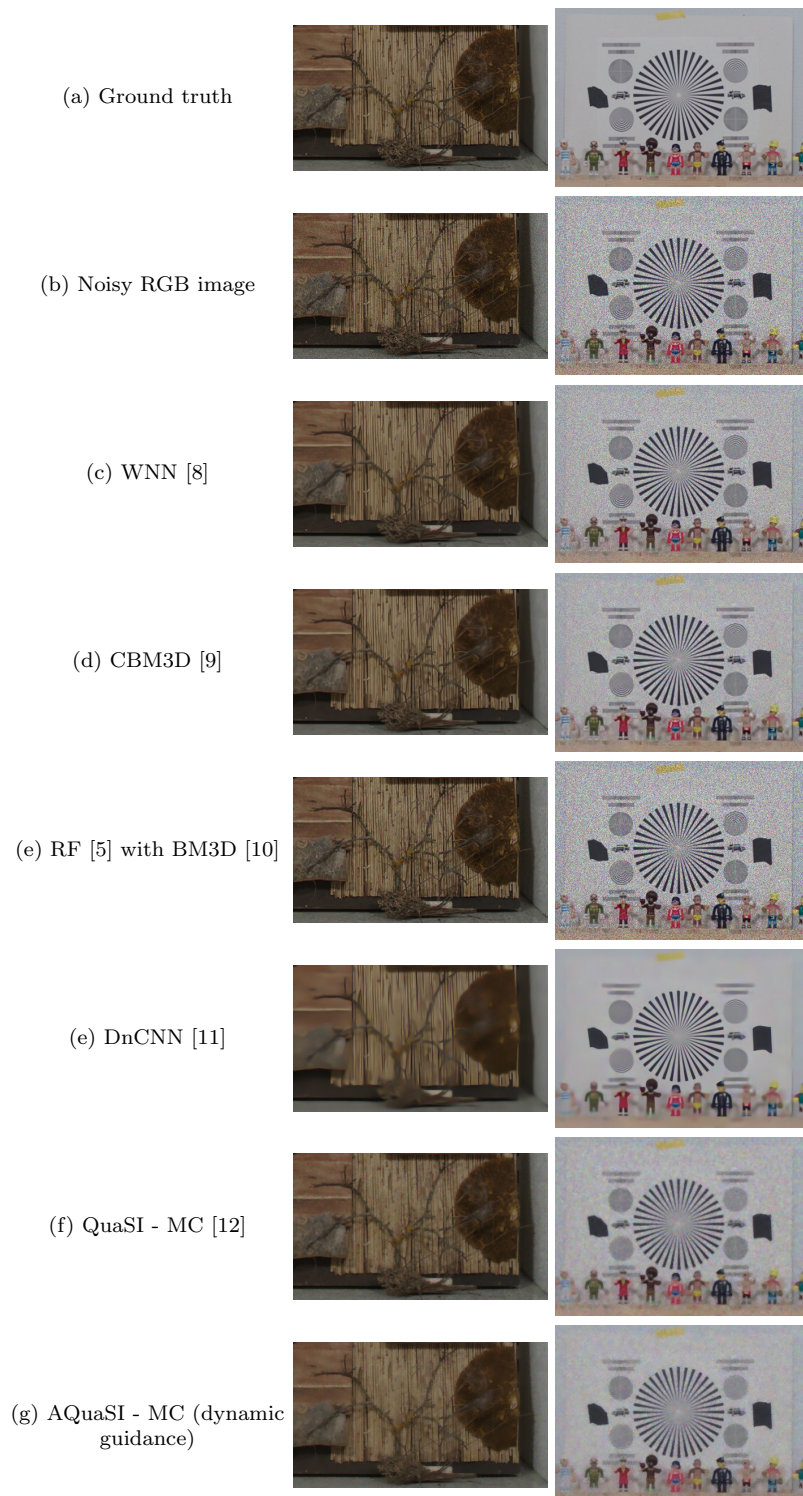 (a) Ground truth
(b) Noisy RGB image
(c) WNN [8]
(d) CBM3D [9]
(e) RF [5] with BM3D [10]
(e) DnCNN [11]
(f) QuaSI - MC [12]
(g) AQuaSI - MC (dynamic
guidance)